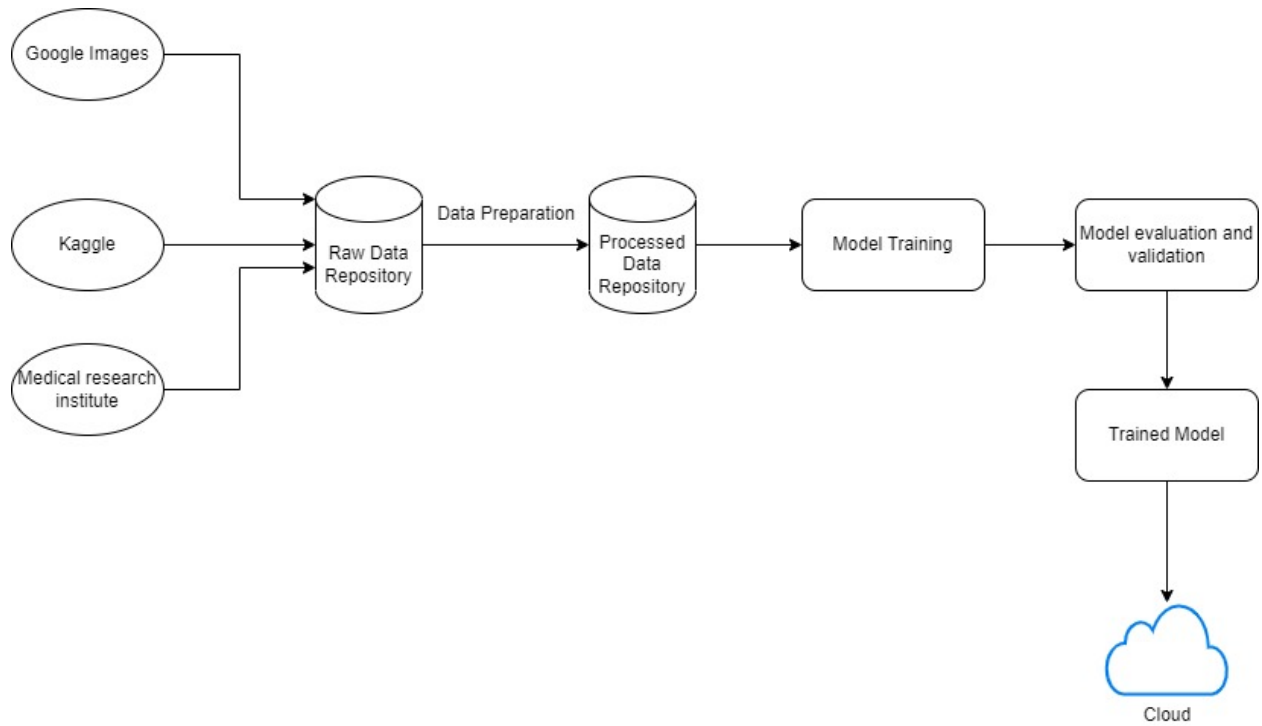 Google Images
Kaggle
Medical research
institute
Raw Data
Repository
Data Preparation
Processed
Data
Repository
Model Training
Model evaluation and
validation
Trained Model
Cloud